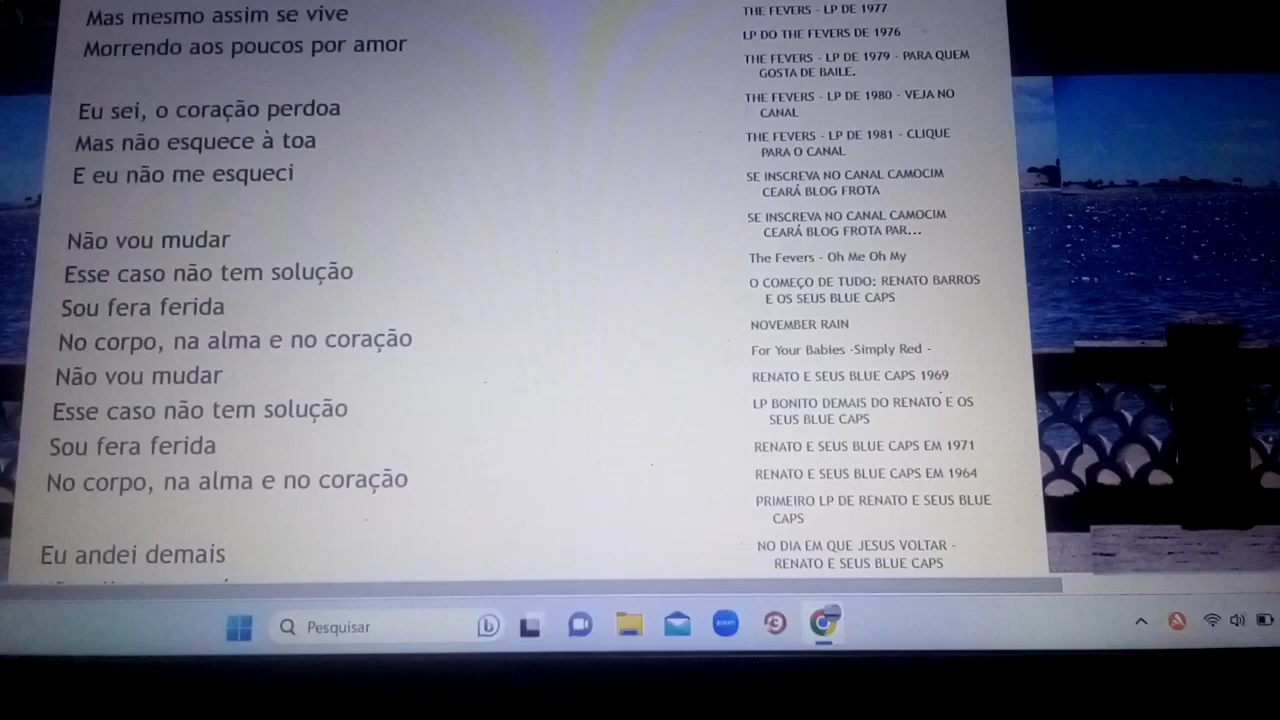 Mas mesmo assim se vive
Morrendo aos poucos por amor
Eu sei, o coração perdoa
Mas não esquece à toa
E eu não me esqueci
Não vou mudar
Esse caso não tem solução
Sou fera ferida
No corpo, na alma e no coração
Não vou mudar
Esse caso não tem solução
Sou fera ferida
No corpo, na alma e no coração
Eu andei demais
THE FEVERS - LP DE 1977
LP DO THE FEVERS DE 1976
THE FEVERS - LP DE 1979 - PARA QUEM
GOSTA DE BAILE.
THE FEVERS - LP DE 1980 - VEJA NO
CANAL
THE FEVERS - LP DE 1981 - CLIQUE
PARA O CANAL
SE INSCREVA NO CANAL CAMOCIM
CEARÁ BLOG FROTA
SE INSCREVA NO CANAL CAMOCIM
CEARÁ BLOG FROTA PAR...
The Fevers - Oh Me Oh My
O COMEÇO DE TUDO: RENATO BARROS
E OS SEUS BLUE CAPS
NOVEMBER RAIN
For Your Babies -Simply Red -
RENATO E SEUS BLUE CAPS 1969
LP BONITO DEMAIS DO RENATO E OS
SEUS BLUE CAPS
RENATO E SEUS BLUE CAPS EM 1971
RENATO E SEUS BLUE CAPS EM 1964
PRIMEIRO LP DE RENATO E SEUS BLUE
CAPS
NO DIA EM QUE JESUS VOLTAR -
RENATO E SEUS BLUE CAPS
Pesquisar
zoom